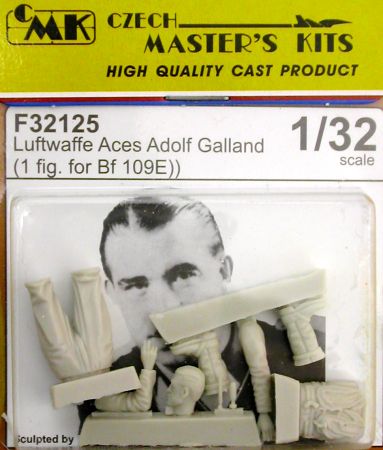 CMK
CZECH
MASTER'S KITS
HIGH QUALITY CAST PRODUCT
F32125
Luftwaffe Aces Adolf Galland
(1 fig. for Bf 109E))
1/32
scale
Sculpted by